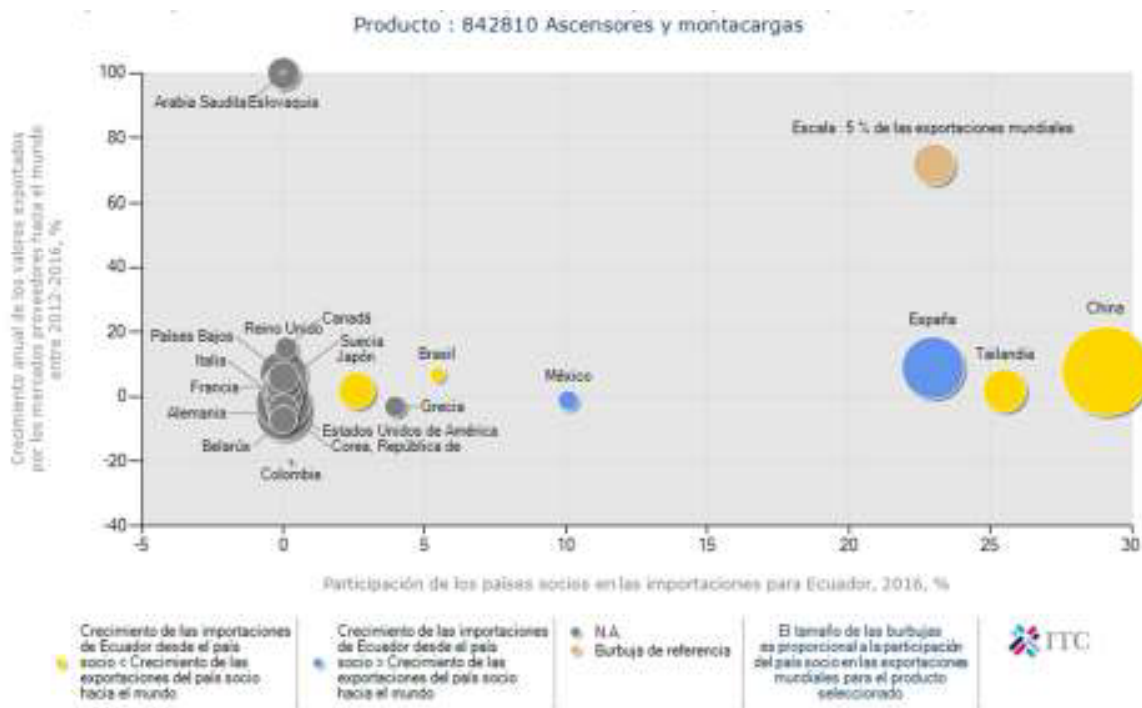 Producto : 842810 Ascensores y montacargas
Crecimiento anual de los valores exportados
por los mercados proveedores hacia el mundo
entre 2012-2016, %
100
80
60
40
20
0
-20
-40
Arabia Saudita Eslovaquia
Escala : 5 % de las exportaciones mundiales
Canadá
Países Bajos
Reino Unido
Suecia
Italia
Japón
Brasil
España
China
Francia
México
Tailandia
Alemania
Grecia
Estados Unidos de América
Belarús
Corea, República de
Colombia
-5 0 5 10 15 20 25 30
Participación de los países socios en las importaciones para Ecuador, 2016, %
Crecimiento de las importaciones
de Ecuador desde el país
socio < Crecimiento de las
exportaciones del país socio
hacia el mundo
Crecimiento de las importaciones
de Ecuador desde el país
socio > Crecimiento de las
exportaciones del país socio
hacia el mundo
N.A.
Burbuja de referencia
El tamaño de las burbujas
es proporcional a la participación
del país socio en las exportaciones
mundiales para el producto
seleccionado
ITC